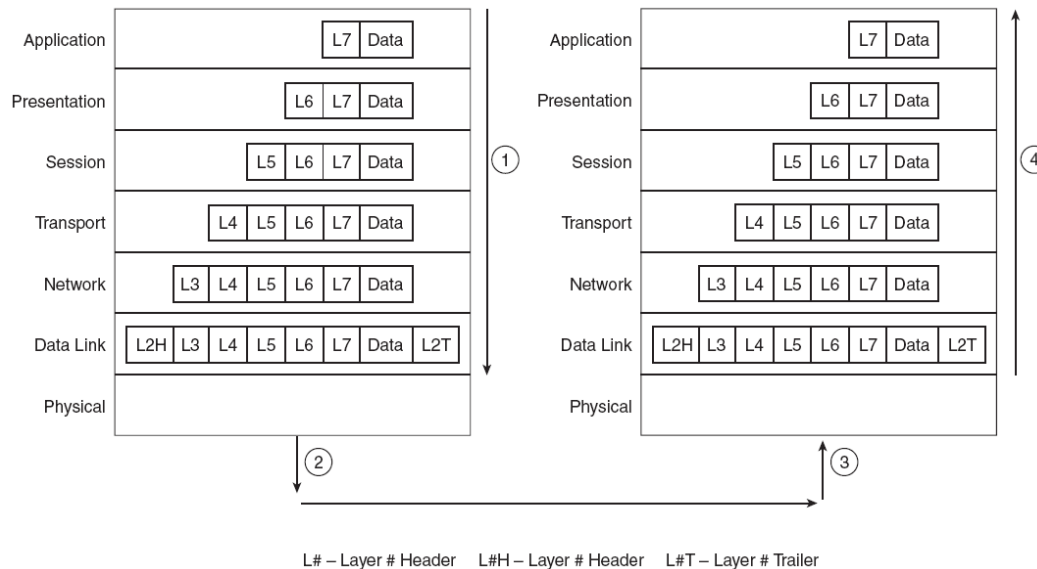 Application L7 Data Application L7 Data
Presentation L6 L7 Data Presentation L6 L7 Data
Session L5 L6 L7 Data 1 Session L5 L6 L7 Data 4
Transport L4 L5 L6 L7 Data Transport L4 L5 L6 L7 Data
Network L3 L4 L5 L6 L7 Data Network L3 L4 L5 L6 L7 Data
Data Link L2H L3 L4 L5 L6 L7 Data L2T Data Link L2H L3 L4 L5 L6 L7 Data L2T
Physical Physical
2 3
L# – Layer # Header L#H – Layer # Header L#T – Layer # Trailer